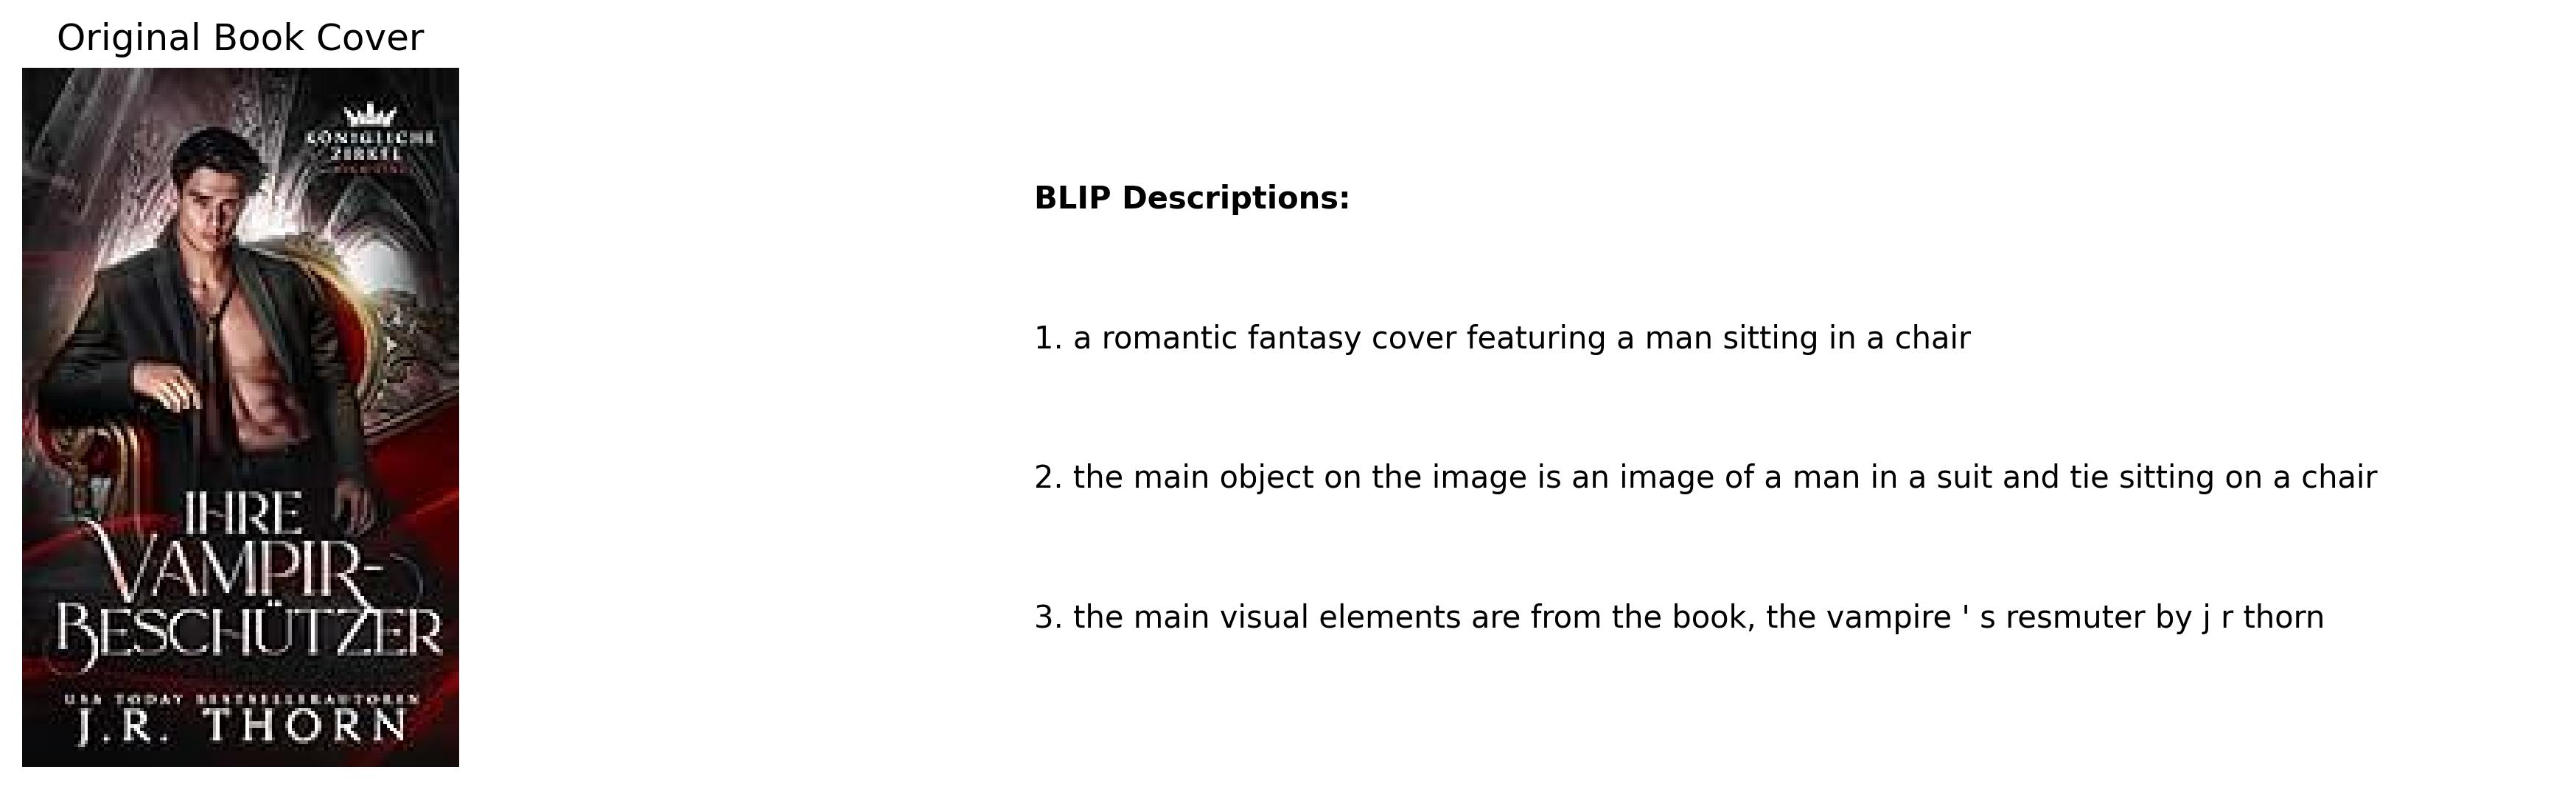 Original Book Cover
KÖNIGLICHE
ZIRKEL
IHRE
VAMPIR-
BESCHÜTZER
USA TODAY BESTSELLERAUTORIN
J.R. THORN
BLIP Descriptions:
1. a romantic fantasy cover featuring a man sitting in a chair
2. the main object on the image is an image of a man in a suit and tie sitting on a chair
3. the main visual elements are from the book, the vampire ' s resmuter by j r thorn